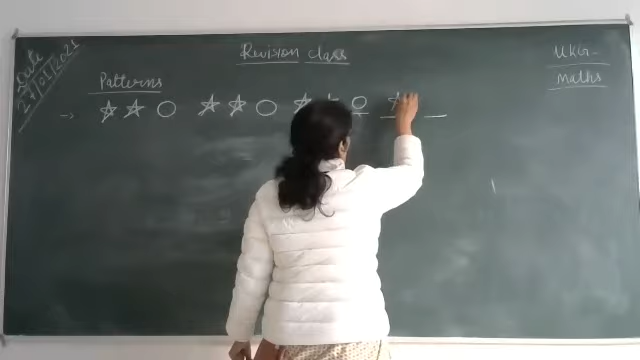 Date
27/01/2021
Revision class
UKG
Maths
Patterns